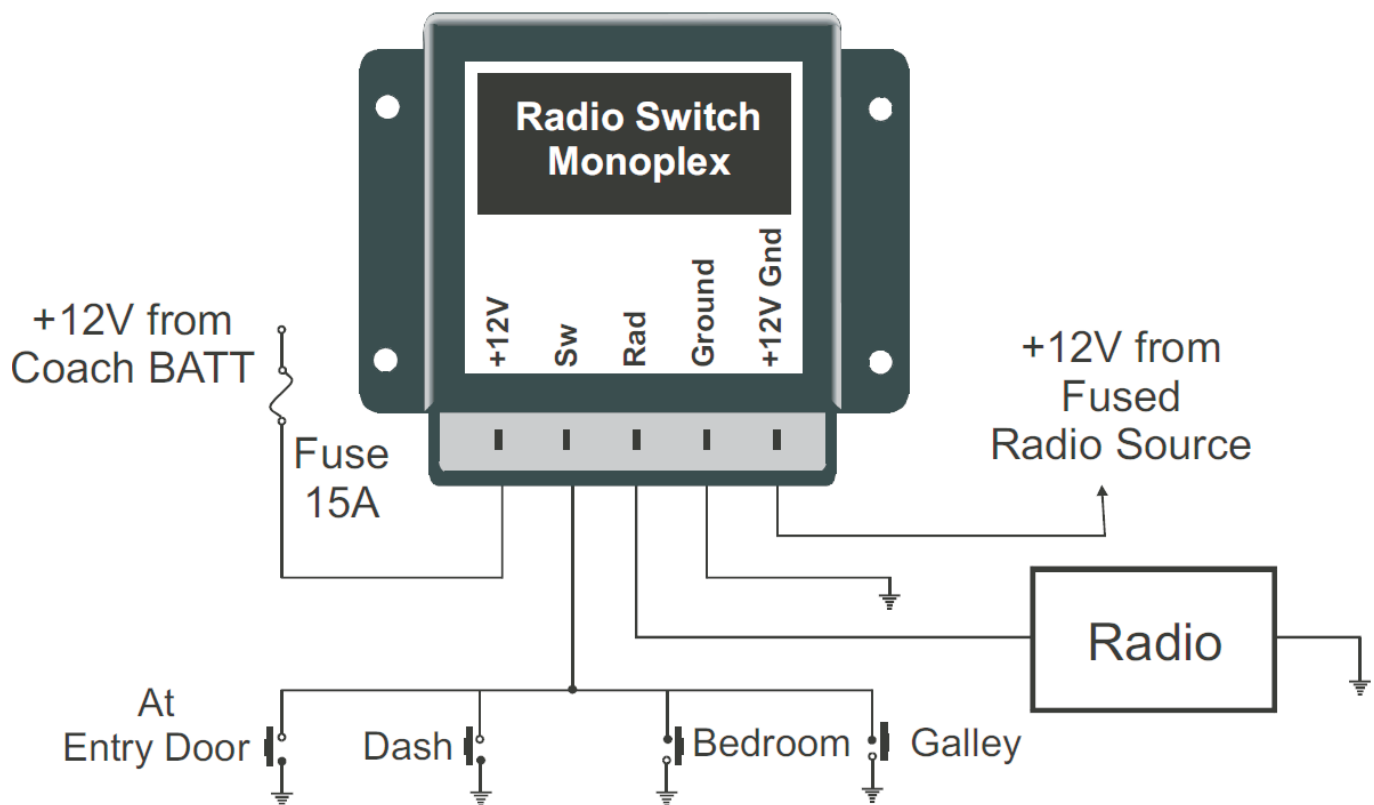 Radio Switch
Monoplex
+12V
Sw
Rad
Ground
+12V Gnd
+12V from
Coach BATT
Fuse
15A
+12V from
Fused
Radio Source
Radio
At
Entry Door
Dash
Bedroom
Galley